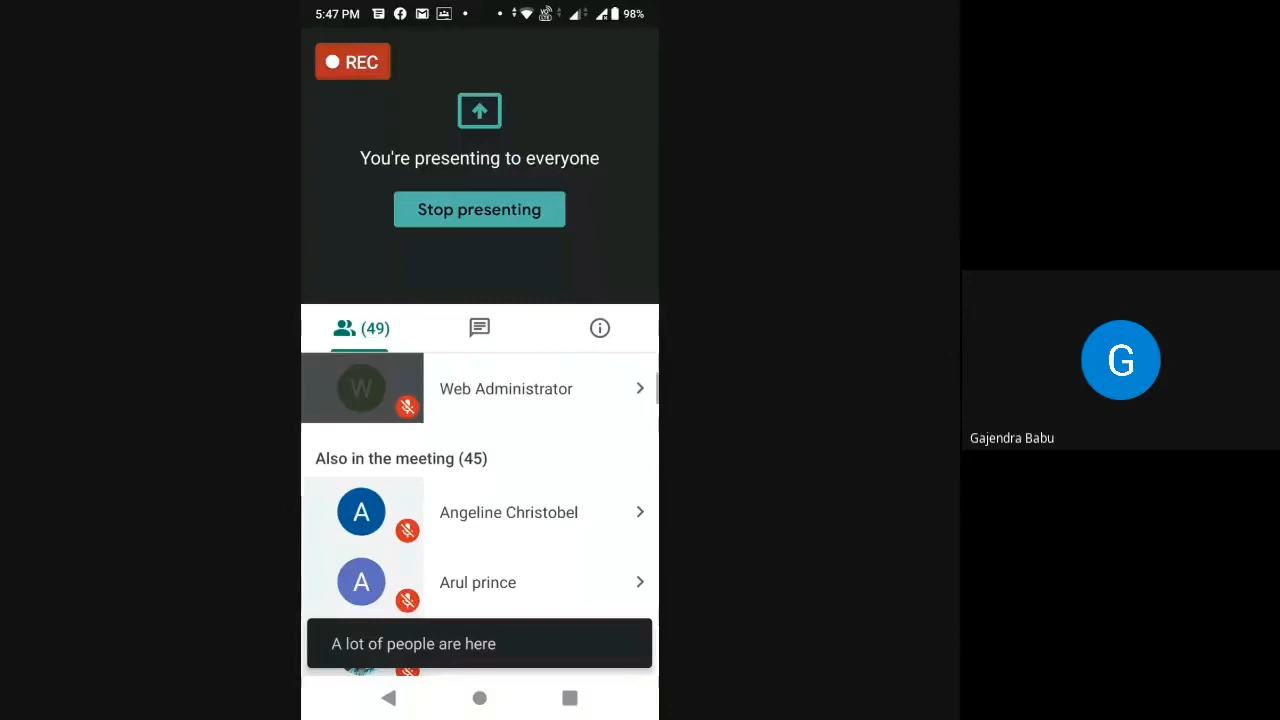 5:47 PM
98%
REC
You're presenting to everyone
Stop presenting
(49)
W
Web Administrator
Also in the meeting (45)
A
Angeline Christobel
A
Arul prince
A lot of people are here
G
Gajendra Babu